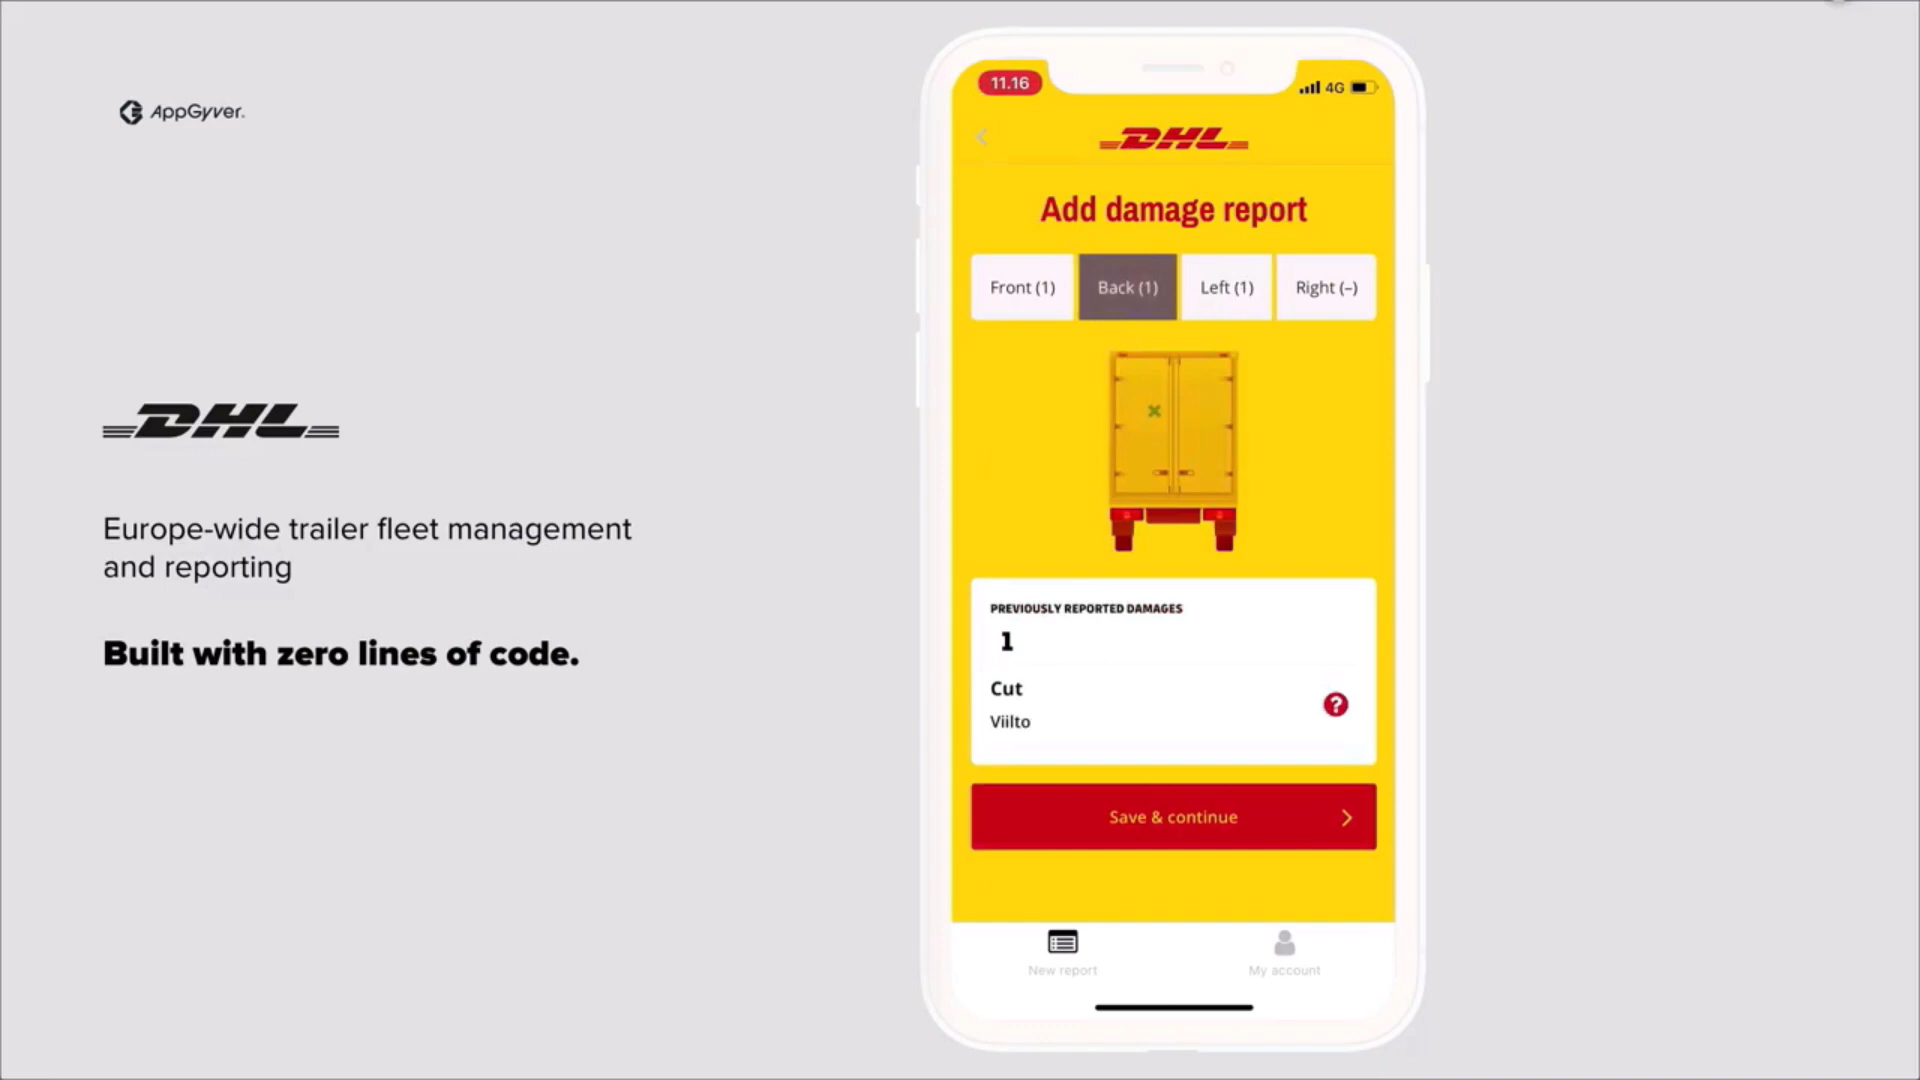 AppGyver.
DHL
Europe-wide trailer fleet management
and reporting
Built with zero lines of code.
11.16
4G
DHL
Add damage report
Front (1)
Back (1)
Left (1)
Right (–)
PREVIOUSLY REPORTED DAMAGES
1
Cut
Viilto
?
Save & continue
New report
My account